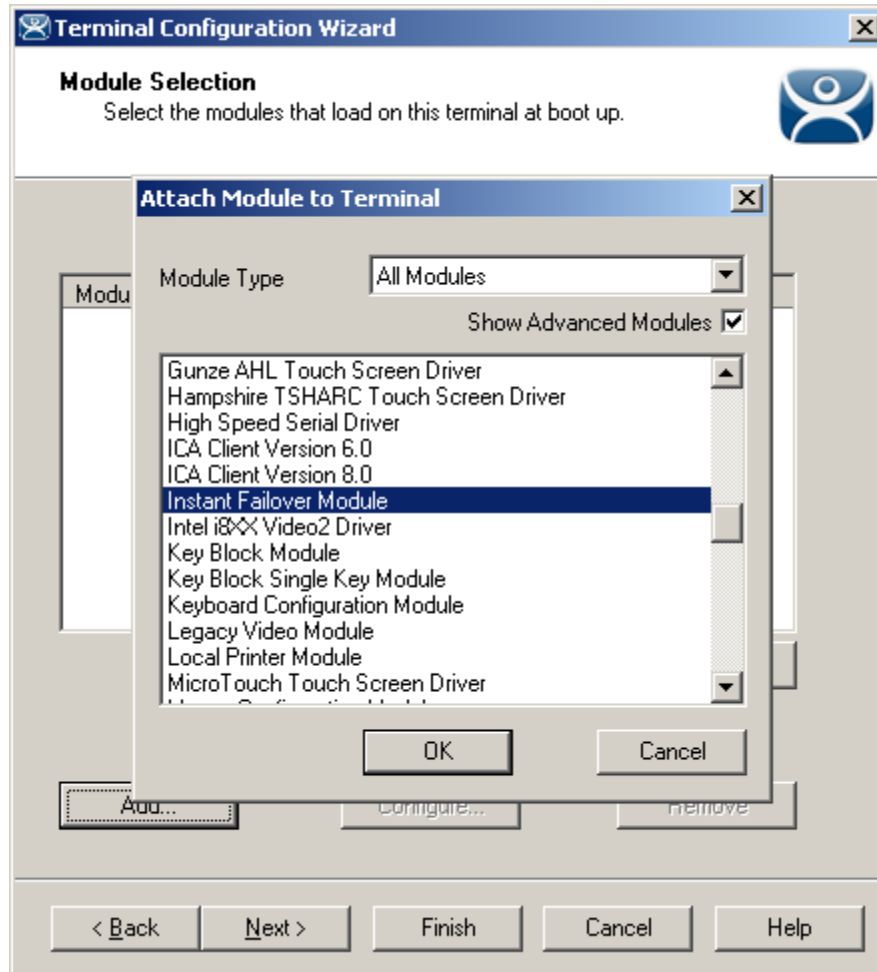 Terminal Configuration Wizard
Module Selection
Select the modules that load on this terminal at boot up.
Attach Module to Terminal
Module Type
All Modules
Modu
Show Advanced Modules
Gunze AHL Touch Screen Driver
Hampshire TSHARC Touch Screen Driver
High Speed Serial Driver
ICA Client Version 6.0
ICA Client Version 8.0
Instant Failover Module
Intel i8XX Video2 Driver
Key Block Module
Key Block Single Key Module
Keyboard Configuration Module
Legacy Video Module
Local Printer Module
MicroTouch Touch Screen Driver
OK Cancel
Add... Configure... Remove
< Back Next > Finish Cancel Help